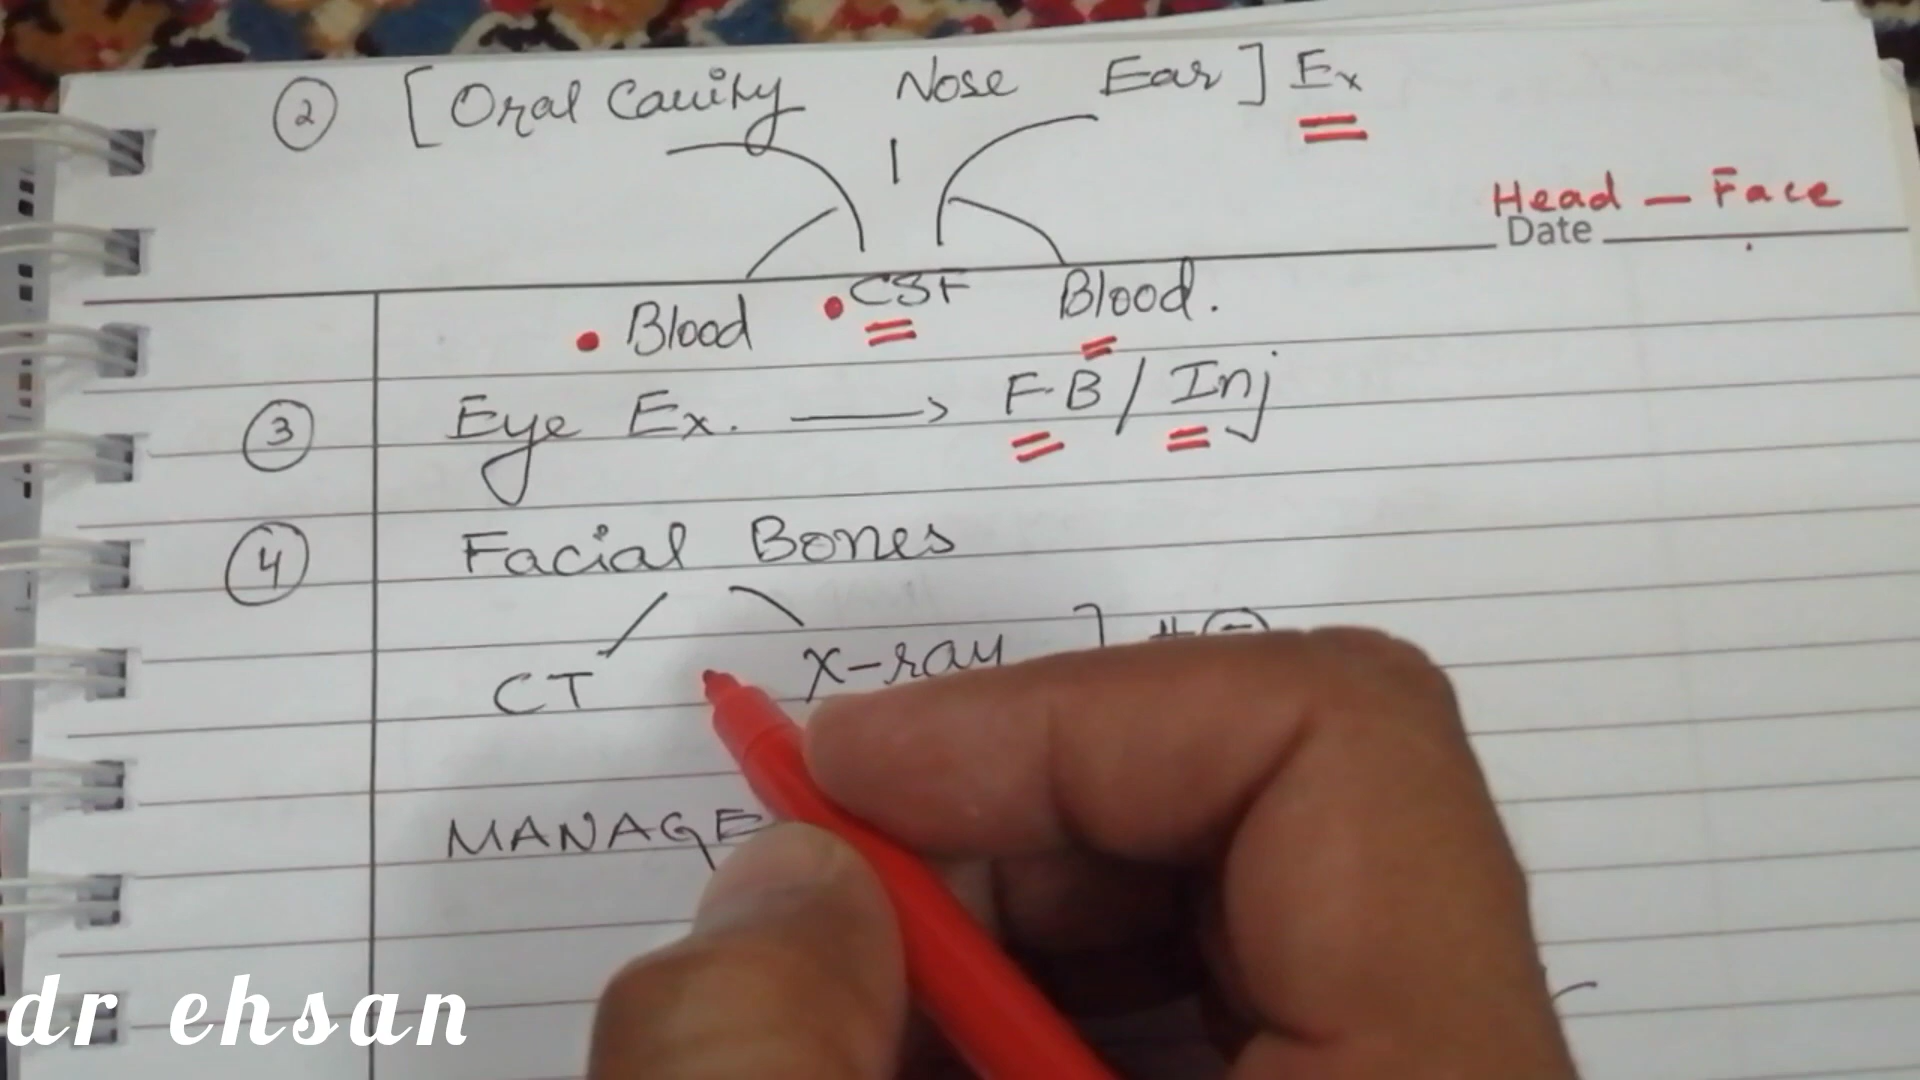 2 [Oral Cavity Nose Ear] Ex
Head - Face
Date
• Blood • CSF Blood.
3 Eye Ex. → F.B / Inj
4 Facial Bones
CT X-ray ] #
MANAGE
dr ehsan